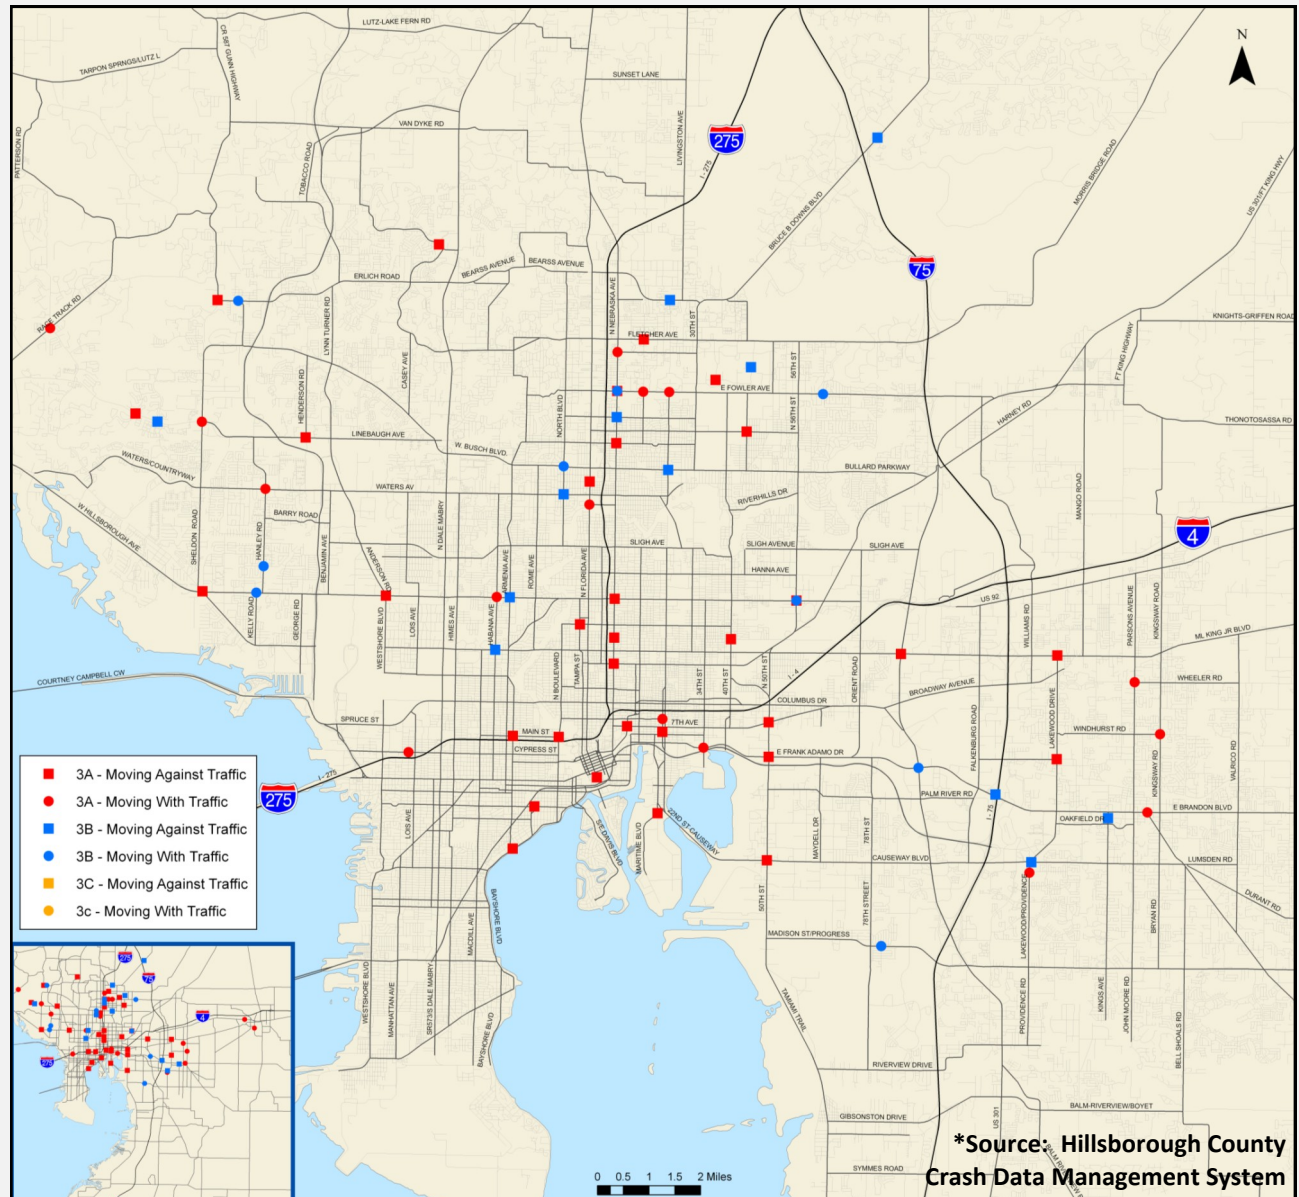 LUTZ-LAKE FERN RD
CR 587 GUNN HIGHWAY
TARPON SPRNGS/LUTZ L
N
SUNSET LANE
PATTERSON RD
VAN DYKE RD
LIVINGSTON AVE
275
I - 275
TOBACCO ROAD
MORRIS BRIDGE ROAD
US 301/FT KING HWY
BRUCE B DOWNS BLVD
BEARSS AVENUE
BEARSS AVENUE
ERLICH ROAD
75
RACE TRACK RD
LYNN TURNER RD
N NEBRASKA AVE
30TH ST
FLETCHER AVE
KNIGHTS-GRIFFEN ROAD
FT KING HIGHWAY
CASEY AVE
HENDERSON RD
56TH ST
E FOWLER AVE
NORTH BLVD
N 56TH ST
HARNEY RD
THONOTOSASSA RD
LINEBAUGH AVE
W. BUSCH BLVD.
WATERS/COUNTRYWAY
BULLARD PARKWAY
WATERS AV
RIVERHILLS DR
MANGO ROAD
W HILLSBOROUGH AVE
BARRY ROAD
SHELDON ROAD
HANLEY RD
BENJAMIN AVE
N DALE MABRY
4
ANDERSON RD
SLIGH AVE
SLIGH AVENUE
SLIGH AVE
ARMENIA AVE
ROME AVE
N FLORIDA AVE
HANNA AVE
US 92
KELLY ROAD
GEORGE RD
WESTSHORE BLVD
LOIS AVE
HIMES AVE
HABANA AVE
WILLIAMS RD
PARSONS AVENUE
KINGSWAY ROAD
ML KING JR BLVD
COURTNEY CAMPBELL CW
N BOULEVARD
TAMPA ST
34TH ST
40TH ST
N 50TH ST
I - 4
ORIENT ROAD
BROADWAY AVENUE
WHEELER RD
COLUMBUS DR
SPRUCE ST
MAIN ST
7TH AVE
FALKENBURG ROAD
LAKEWOOD DRIVE
WINDHURST RD
CYPRESS ST
E FRANK ADAMO DR
KINGSWAY RD
VALRICO RD
3A - Moving Against Traffic
3A - Moving With Traffic
3B - Moving Against Traffic
3B - Moving With Traffic
3C - Moving Against Traffic
3c - Moving With Traffic
I - 275
275
PALM RIVER RD
I - 75
E BRANDON BLVD
OAKFIELD DR
LOIS AVE
S/E DAVIS BLVD
MARITIME BLVD
22ND ST CAUSEWAY
MAYDELL DR
78TH ST
CAUSEWAY BLVD
LUMSDEN RD
DURANT RD
BAYSHORE BLVD
MACDILL AVE
50TH ST
78TH STREET
LAKEWOOD/PROVIDENCE
BRYAN RD
MADISON ST/PROGRESS
275
75
4
275
WESTSHORE BLVD
MANHATTAN AVE
SR573/S DALE MABRY
BAYSHORE BLVD
TAMIAMI TRAIL
PROVIDENCE RD
KINGS AVE
JOHN MOORE RD
BELL SHOALS RD
RIVERVIEW DRIVE
GIBSONSTON DRIVE
US 301
BALM-RIVERVIEW/BOYET
SYMMES ROAD
0 0.5 1 1.5 2 Miles
*Source: Hillsborough County
Crash Data Management System